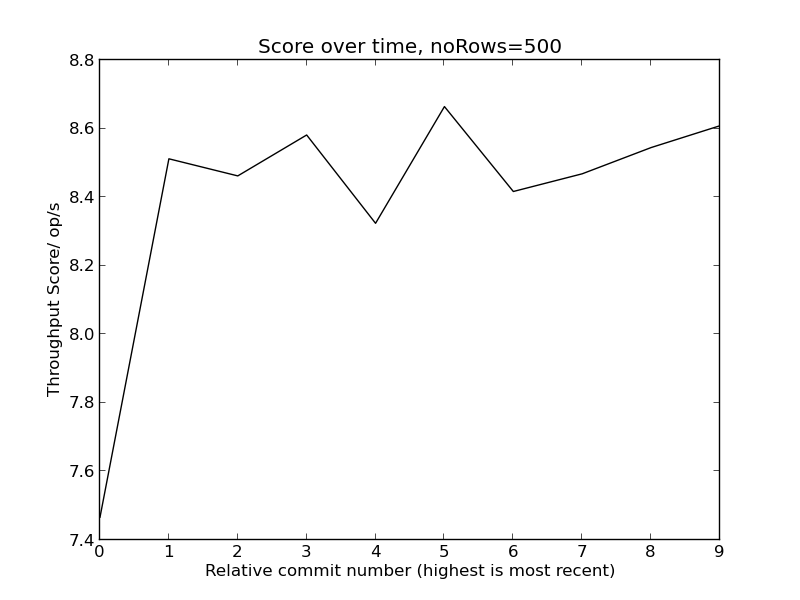 Score over time, noRows=500
8.8
8.6
8.4
8.2
8.0
7.8
7.6
7.4
Throughput Score/ op/s
0 1 2 3 4 5 6 7 8 9
Relative commit number (highest is most recent)